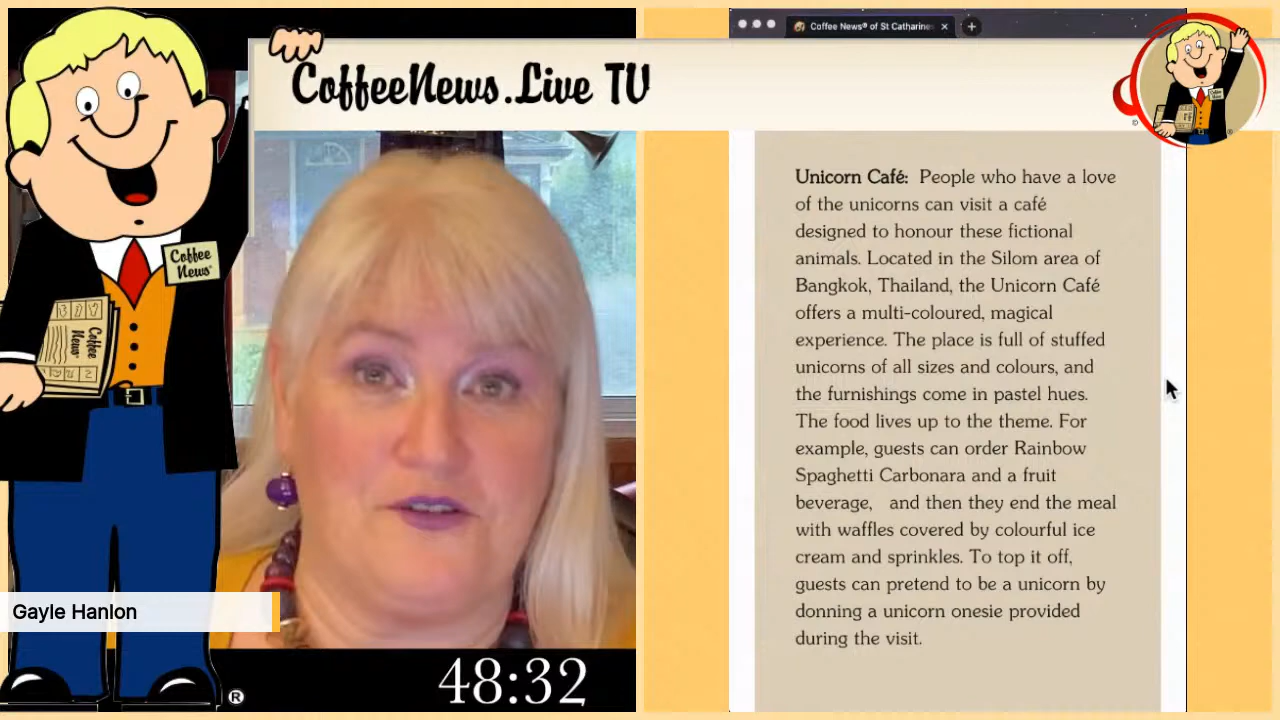 Coffee News® of St Catharine
CoffeeNews.Live TV
Coffee
News®
Coffee
News®
Gayle Hanlon
48:32
®
Unicorn Café: People who have a love
of the unicorns can visit a café
designed to honour these fictional
animals. Located in the Silom area of
Bangkok, Thailand, the Unicorn Café
offers a multi-coloured, magical
experience. The place is full of stuffed
unicorns of all sizes and colours, and
the furnishings come in pastel hues.
The food lives up to the theme. For
example, guests can order Rainbow
Spaghetti Carbonara and a fruit
beverage, and then they end the meal
with waffles covered by colourful ice
cream and sprinkles. To top it off,
guests can pretend to be a unicorn by
donning a unicorn onesie provided
during the visit.